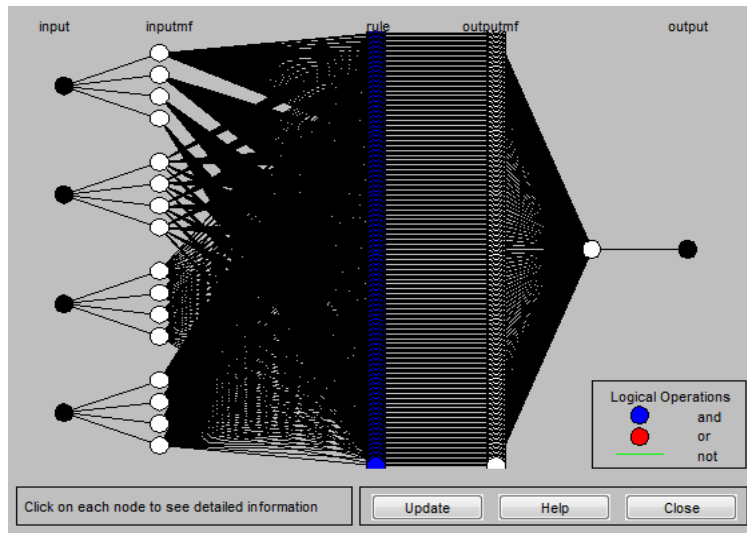 input inputmf rule outputmf output
Logical Operations
and
or
not
Click on each node to see detailed information
Update Help Close